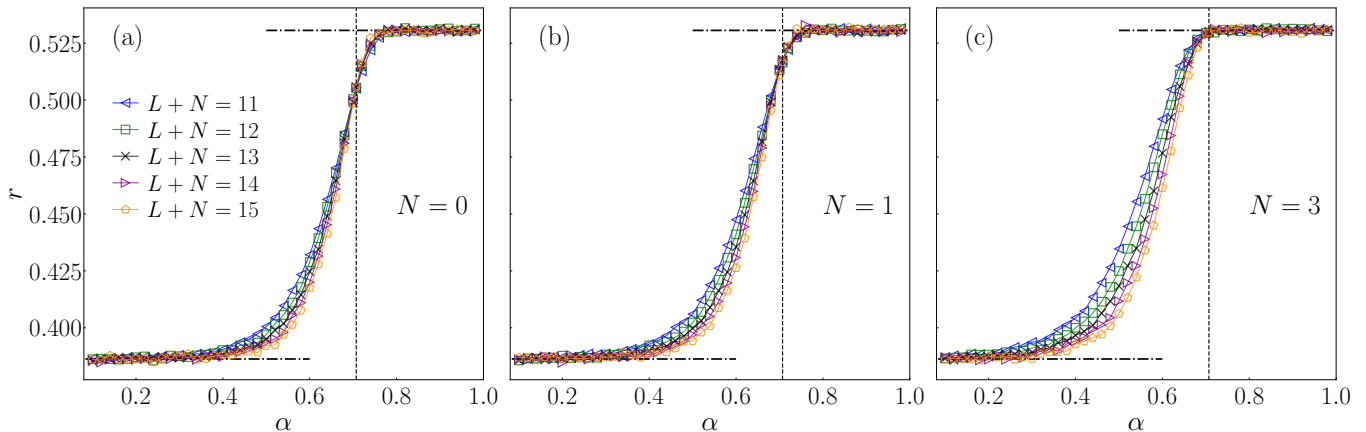 (a)
(b)
(c)
0.525
0.500
0.475
0.450
0.425
0.400
r
L + N = 11
L + N = 12
L + N = 13
L + N = 14
L + N = 15
N = 0
N = 1
N = 3
0.2 0.4 0.6 0.8 1.0
0.2 0.4 0.6 0.8 1.0
0.2 0.4 0.6 0.8 1.0
α
α
α